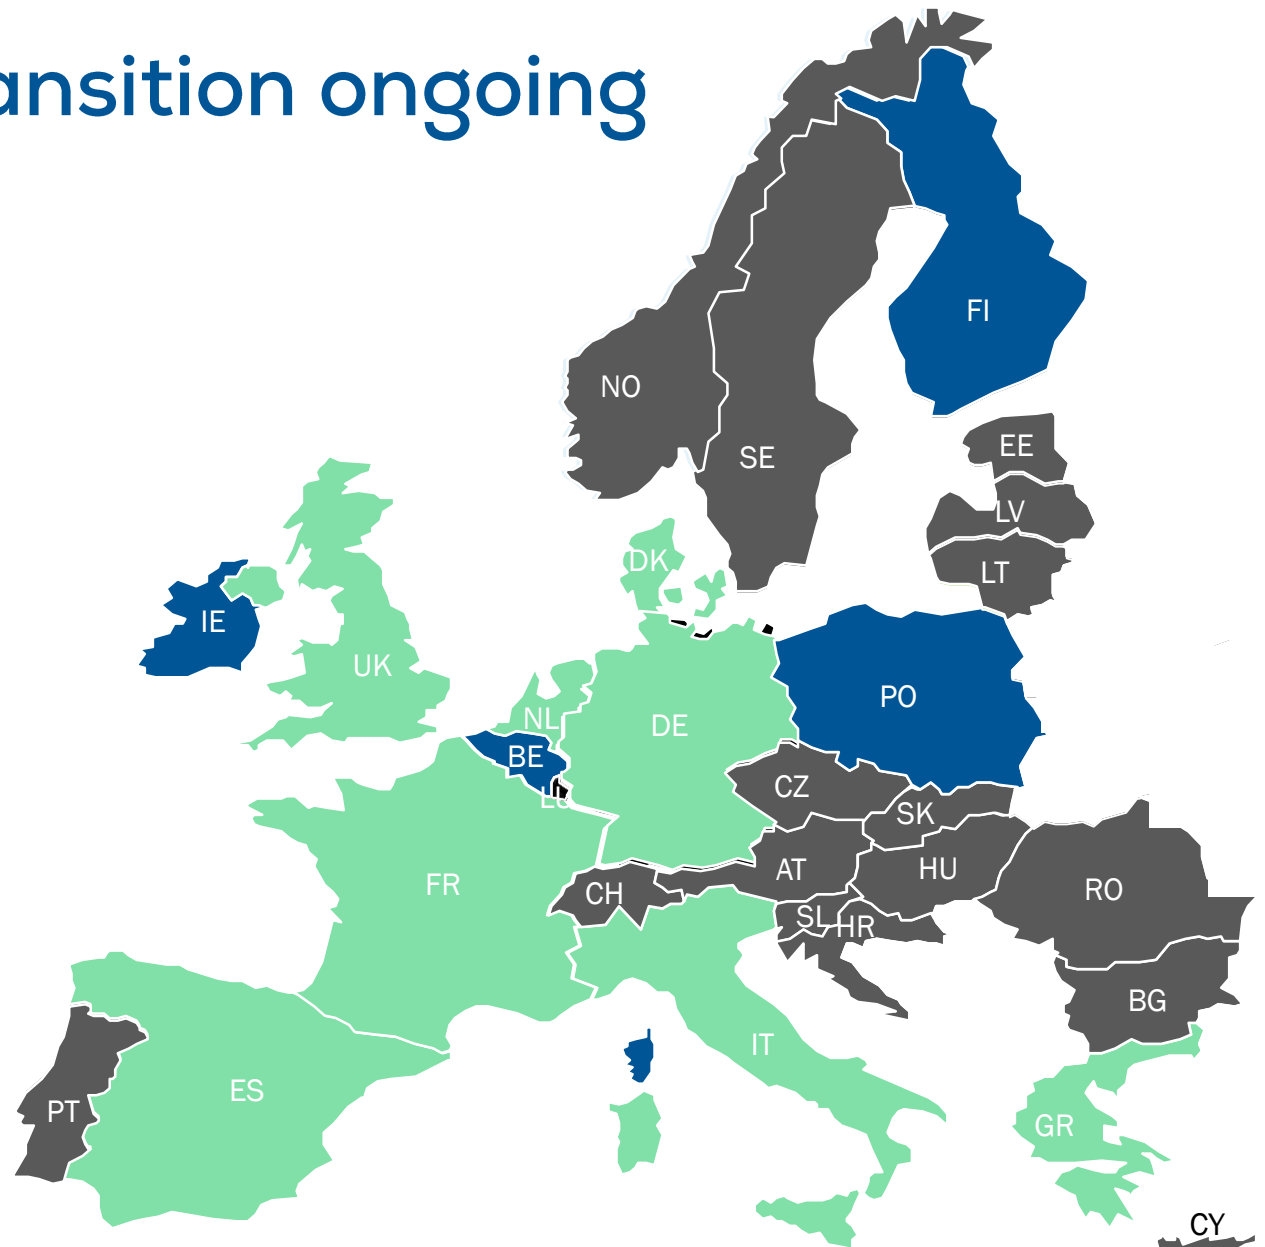 ansition ongoing
FI
NO
EE
SE
LV
DK
LT
IE
UK
PO
NL
DE
BE
CZ
LU
SK
AT
HU
FR
CH
RO
SL
HR
BG
IT
ES
PT
GR
CY